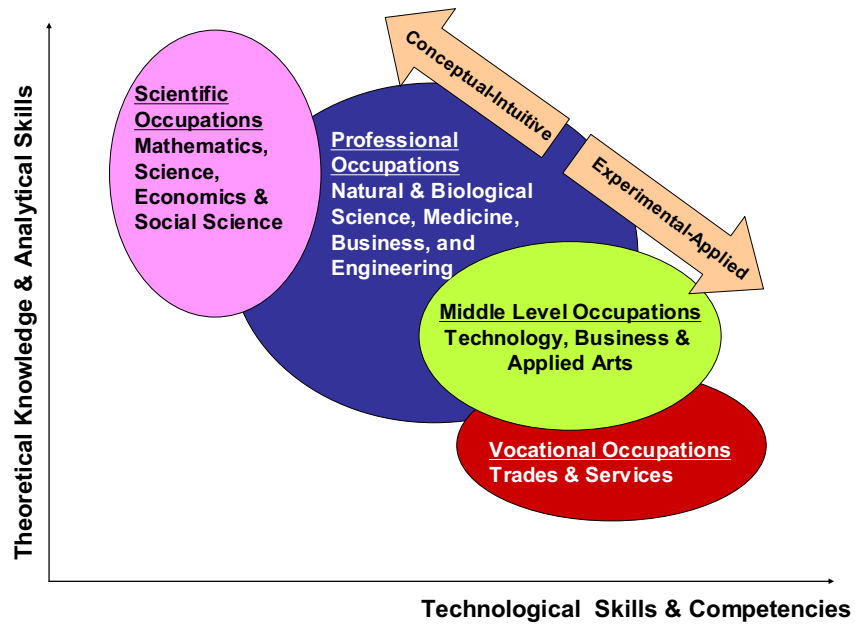 Theoretical Knowledge & Analytical Skills
Scientific
Occupations
Mathematics,
Science,
Economics &
Social Science
Professional
Occupations
Natural & Biological
Science, Medicine,
Business, and
Engineering
Conceptual-Intuitive
Experimental-Applied
Middle Level Occupations
Technology, Business &
Applied Arts
Vocational Occupations
Trades & Services
Technological Skills & Competencies